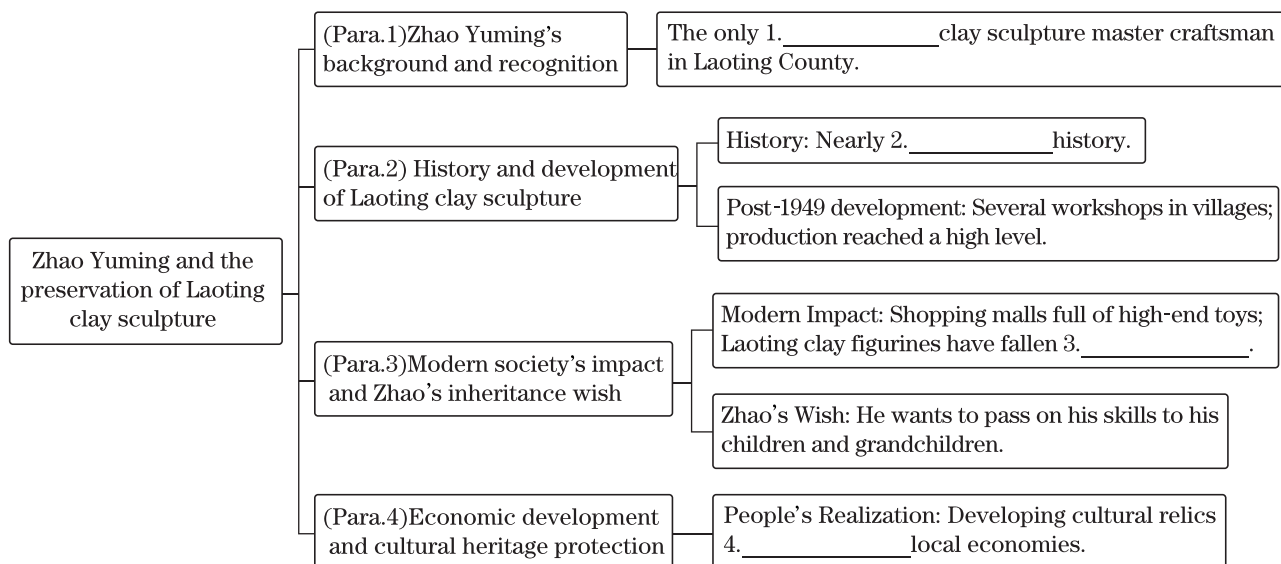 Zhao Yuming and the
preservation of Laoting
clay sculpture
(Para.1)Zhao Yuming's
background and recognition
The only 1.____________clay sculpture master craftsman
in Laoting County.
(Para.2) History and development
of Laoting clay sculpture
History: Nearly 2.___________history.
Post-1949 development: Several workshops in villages;
production reached a high level.
(Para.3)Modern society's impact
and Zhao's inheritance wish
Modern Impact: Shopping malls full of high-end toys;
Laoting clay figurines have fallen 3._____________.
Zhao's Wish: He wants to pass on his skills to his
children and grandchildren.
(Para.4)Economic development
and cultural heritage protection
People's Realization: Developing cultural relics
4._____________local economies.